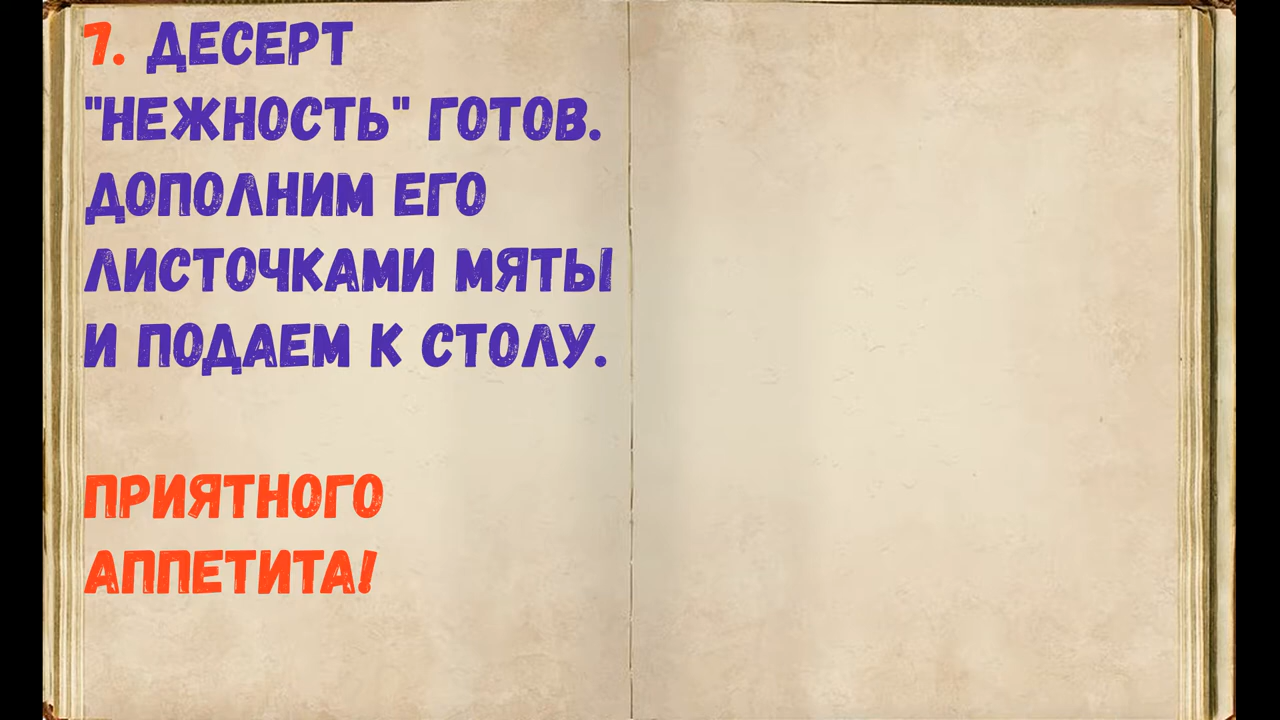 7. ДЕСЕРТ
"НЕЖНОСТЬ" ГОТОВ.
ДОПОЛНИМ ЕГО
ЛИСТОЧКАМИ МЯТЫ
И ПОДАЕМ К СТОЛУ.
ПРИЯТНОГО
АППЕТИТА!